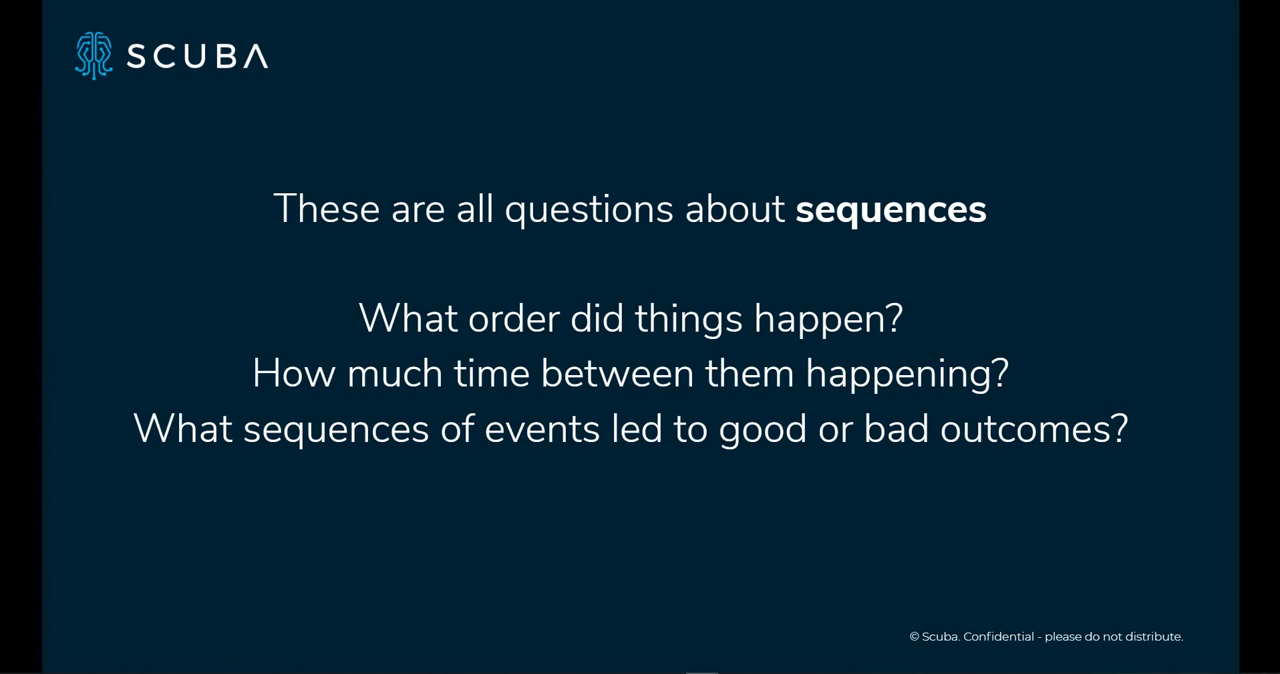 SCUBA
These are all questions about sequences
What order did things happen?
How much time between them happening?
What sequences of events led to good or bad outcomes?
© Scuba. Confidential - please do not distribute.